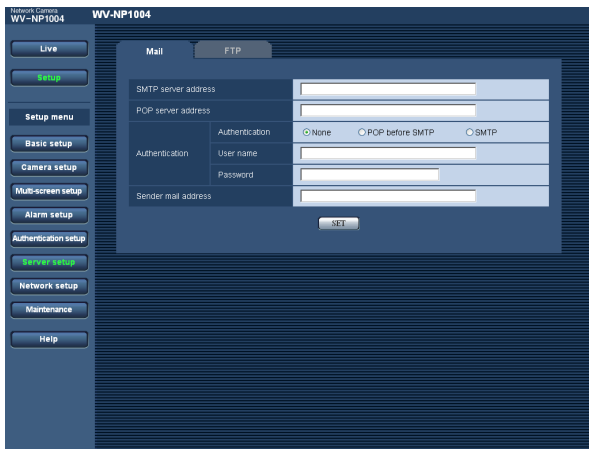 Network Camera
WV-NP1004
WV-NP1004
Live
Setup
Setup menu
Basic setup
Camera setup
Multi-screen setup
Alarm setup
Authentication setup
Server setup
Network setup
Maintenance
Help
Mail
FTP
SMTP server address
POP server address
Authentication
Authentication
None
POP before SMTP
SMTP
User name
Password
Sender mail address
SET